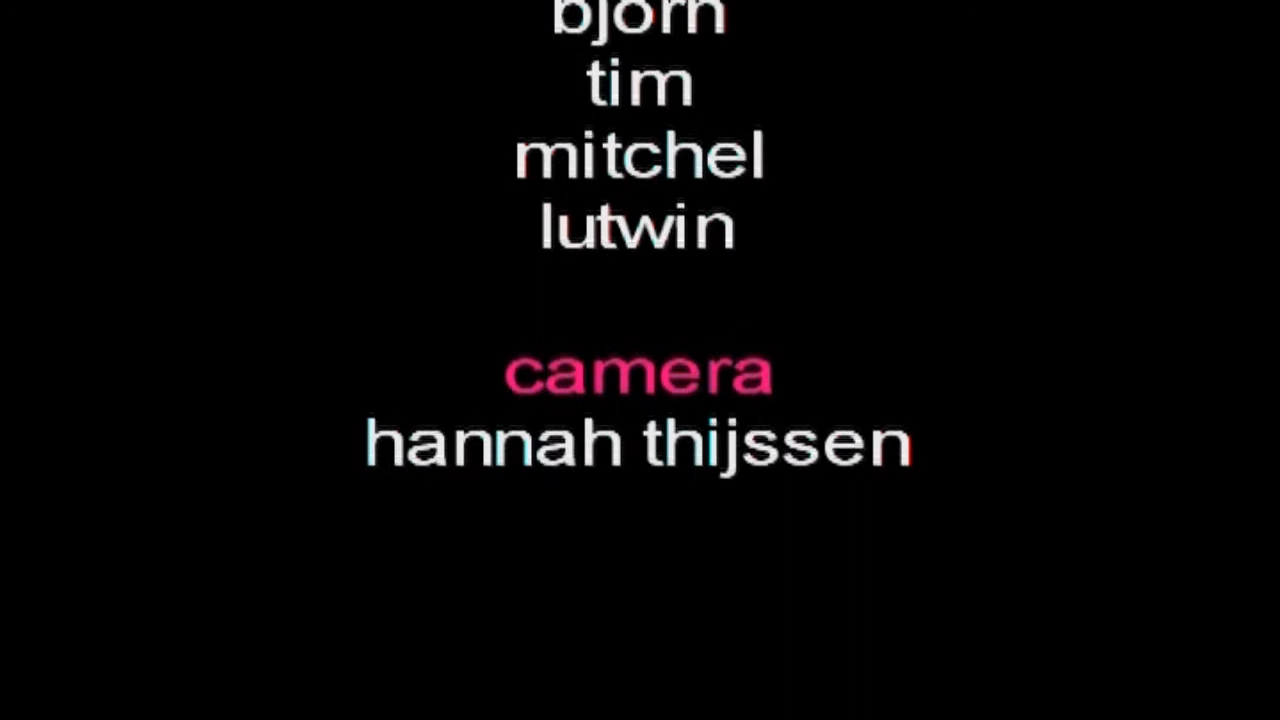 bjorn
tim
mitchel
lutwin
camera
hannah thijssen